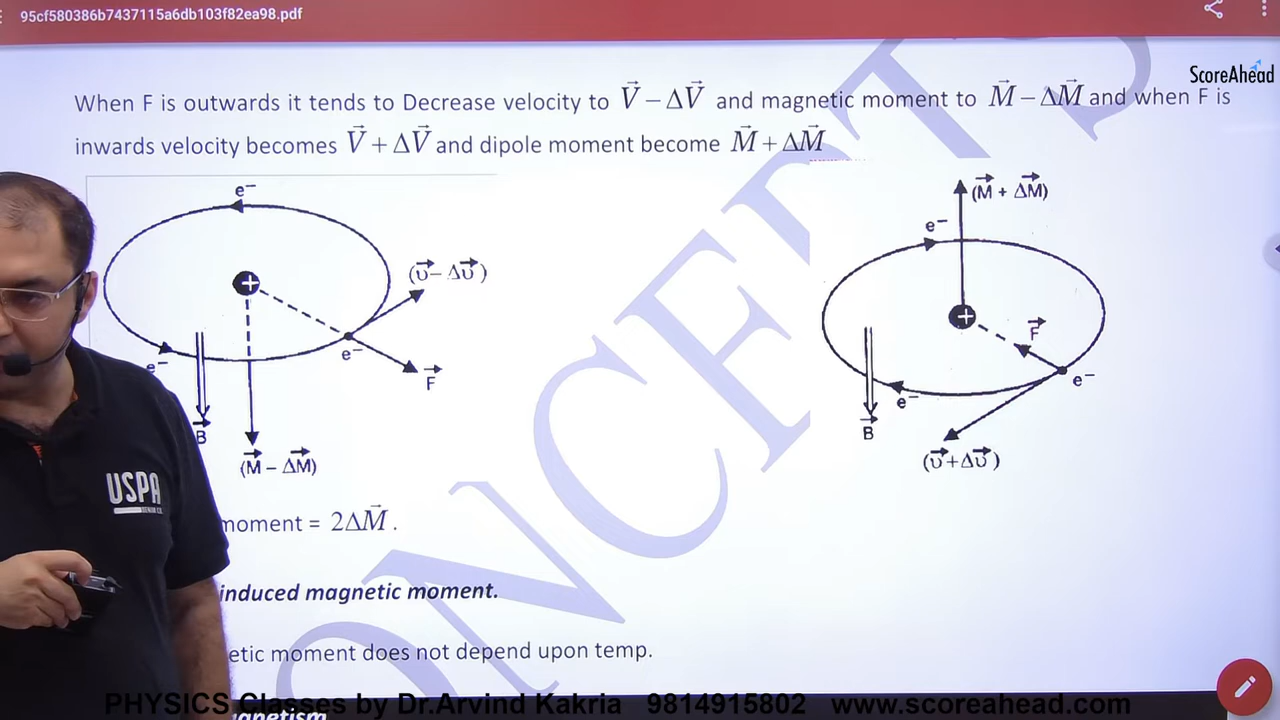 95cf580386b7437115a6db103f82ea98.pdf
ScoreAhead
When F is outwards it tends to Decrease velocity to V⃗ − ΔV⃗ and magnetic moment to M⃗ − ΔM⃗ and when F is
inwards velocity becomes V⃗ + ΔV⃗ and dipole moment become M⃗ + ΔM⃗
e⁻
+
(υ⃗ − Δυ⃗)
e⁻
e⁻
F⃗
B⃗
(M⃗ − ΔM⃗)
(M⃗ + ΔM⃗)
e⁻
+
F⃗
e⁻
e⁻
B⃗
(υ⃗ + Δυ⃗)
USPA
moment = 2ΔM⃗ .
induced magnetic moment.
etic moment does not depend upon temp.
PHYSICS Classes by Dr.Arvind Kakria 9814915802 www.scoreahead.com